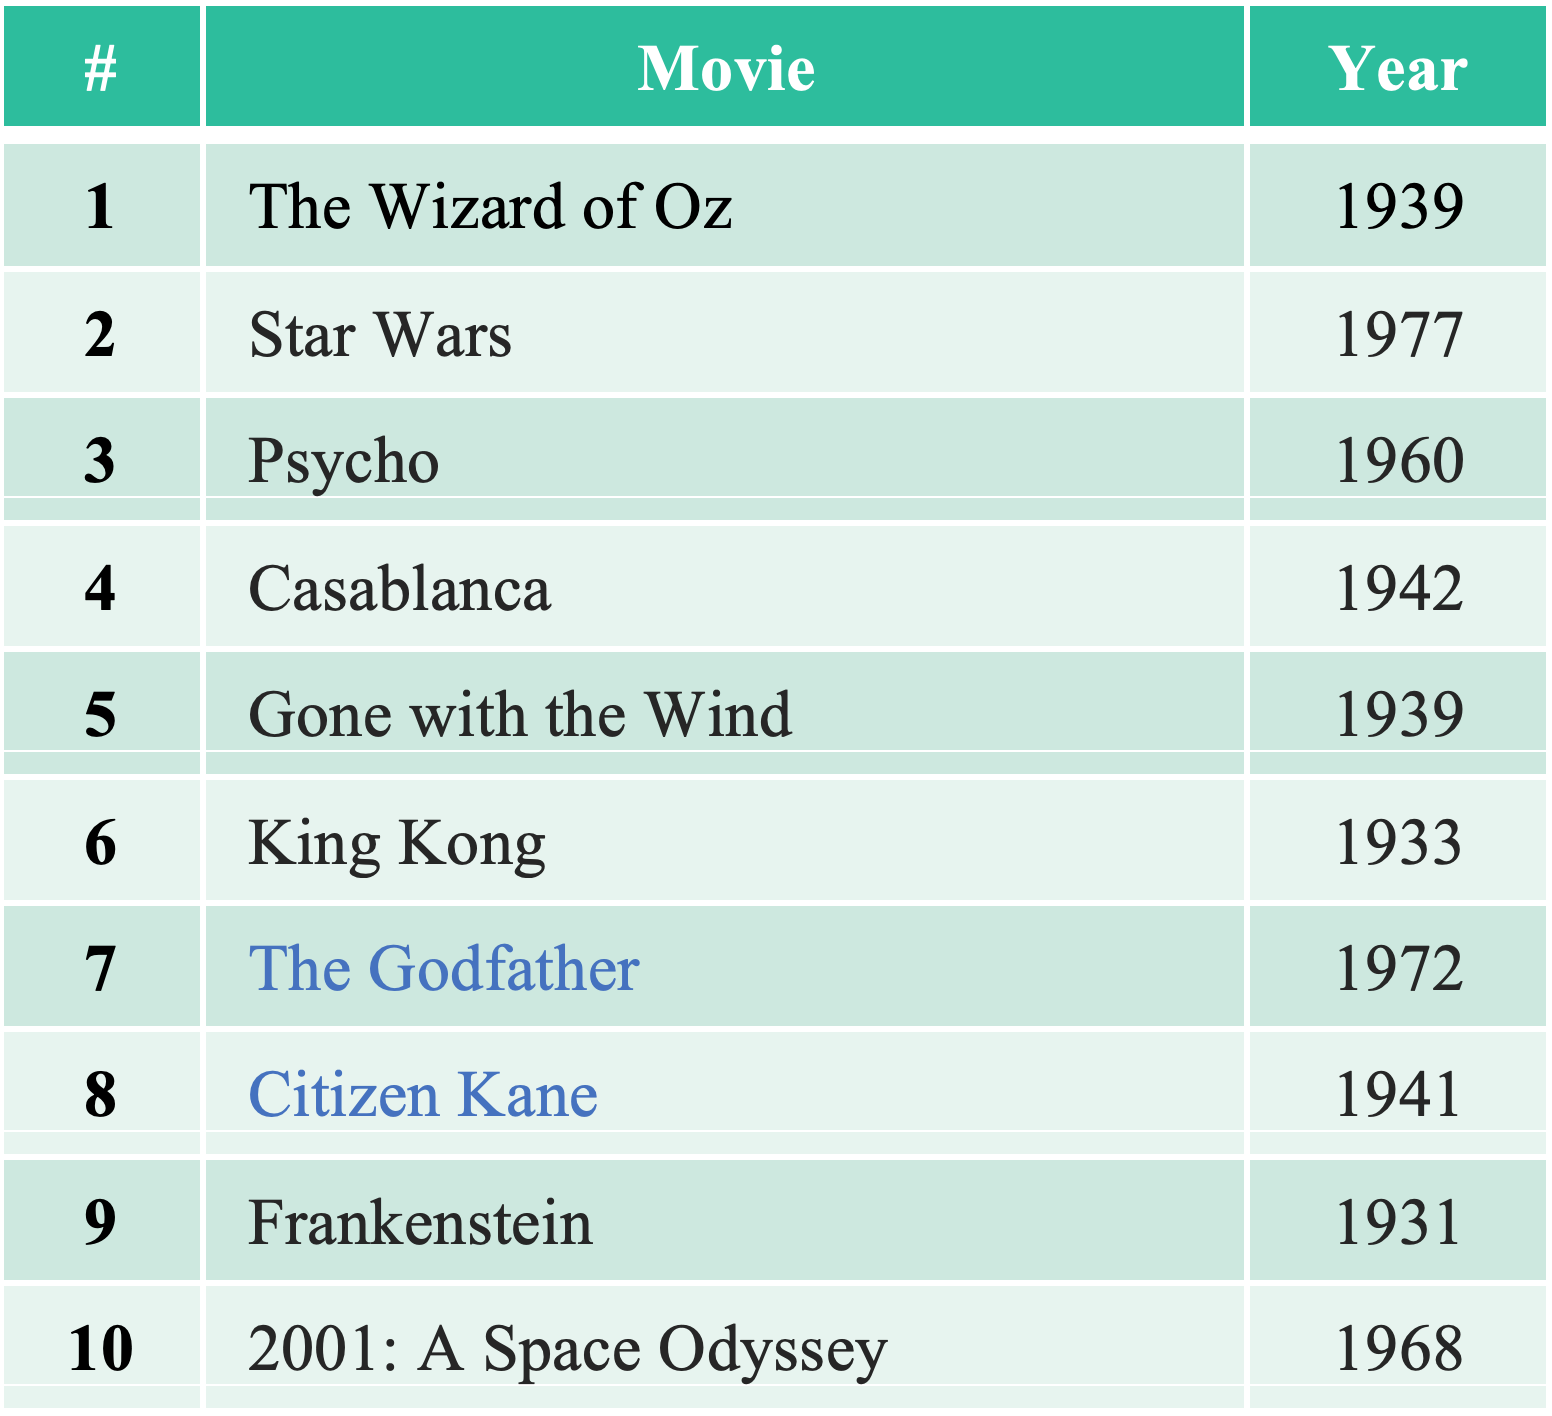 # Movie Year
1 The Wizard of Oz 1939
2 Star Wars 1977
3 Psycho 1960
4 Casablanca 1942
5 Gone with the Wind 1939
6 King Kong 1933
7 The Godfather 1972
8 Citizen Kane 1941
9 Frankenstein 1931
10 2001: A Space Odyssey 1968